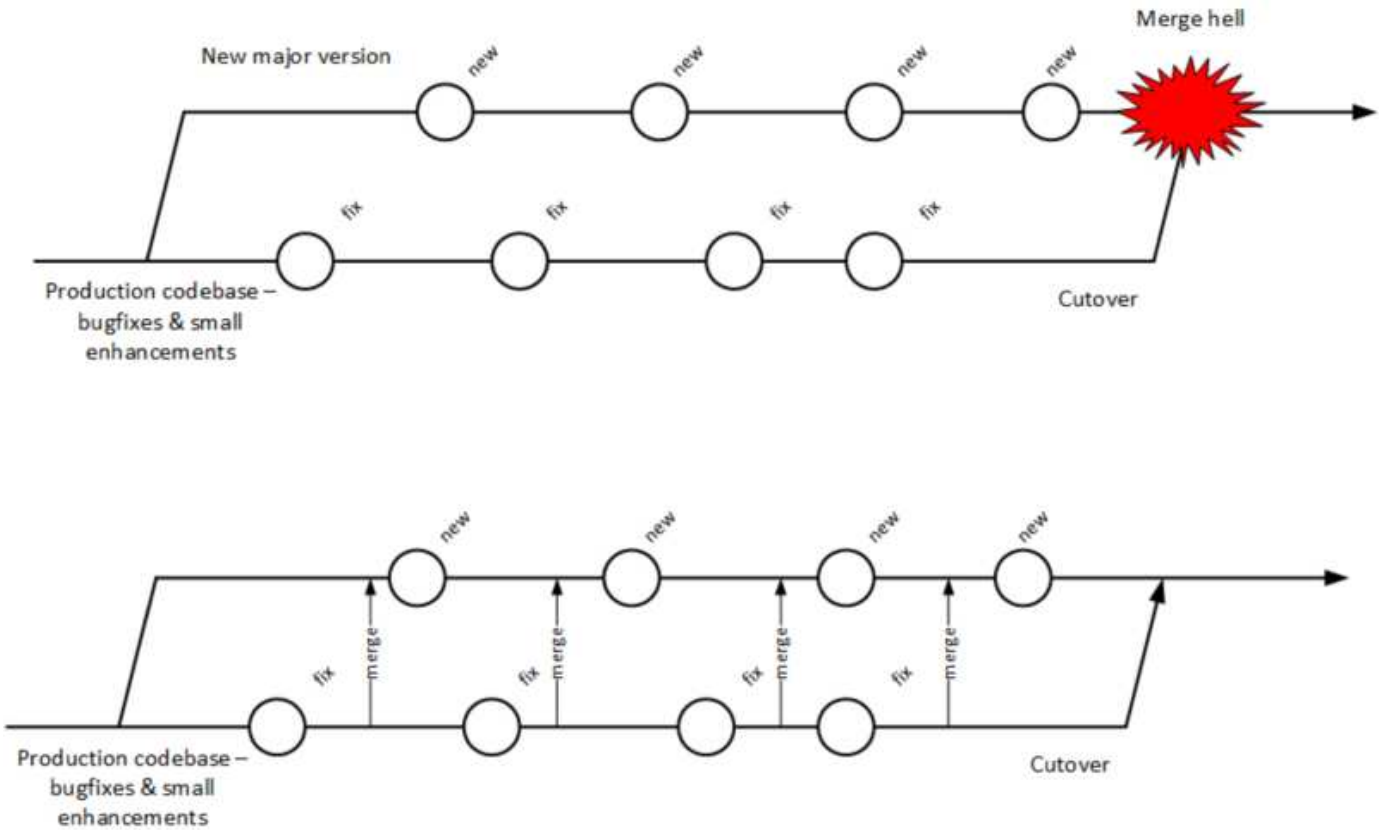 Merge hell
New major version
new
new
new
new
fix
fix
fix
fix
Production codebase –
bugfixes & small
enhancements
Cutover
new
new
new
new
merge
merge
merge
merge
fix
fix
fix
fix
Production codebase –
bugfixes & small
enhancements
Cutover